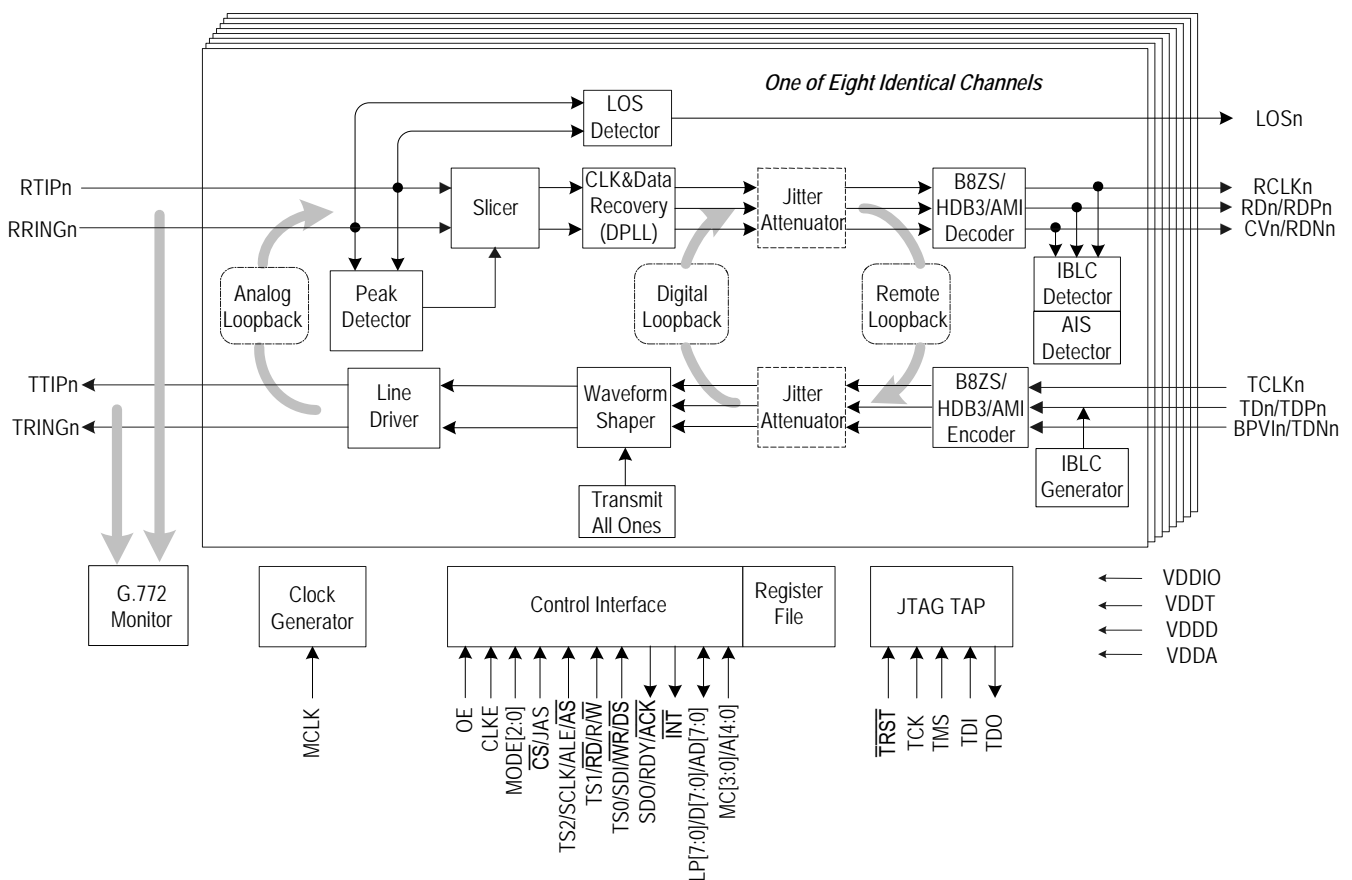 One of Eight Identical Channels
LOS
Detector
LOSn
RTIPn
RRINGn
Slicer
CLK&Data
Recovery
(DPLL)
Jitter
Attenuator
B8ZS/
HDB3/AMI
Decoder
RCLKn
RDn/RDPn
CVn/RDNn
Analog
Loopback
Peak
Detector
Digital
Loopback
Remote
Loopback
IBLC
Detector
AIS
Detector
TTIPn
TRINGn
Line
Driver
Waveform
Shaper
Jitter
Attenuator
B8ZS/
HDB3/AMI
Encoder
TCLKn
TDn/TDPn
BPVIn/TDNn
Transmit
All Ones
IBLC
Generator
G.772
Monitor
Clock
Generator
Control Interface
Register
File
JTAG TAP
VDDIO
VDDT
VDDD
VDDA
MCLK
OE
CLKE
MODE[2:0]
CS/JAS
TS2/SCLK/ALE/AS
TS1/RD/R/W
TS0/SDI/WR/DS
SDO/RDY/ACK
INT
LP[7:0]/D[7:0]/AD[7:0]
MC[3:0]/A[4:0]
TRST
TCK
TMS
TDI
TDO